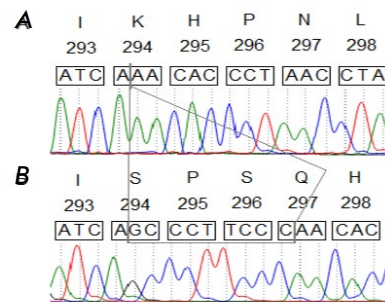 A I K H P N L
293 294 295 296 297 298
ATC AAA CAC CCT AAC CTA
B I S P S Q H
293 294 295 296 297 298
ATC AGC CCT TCC CAA CAC